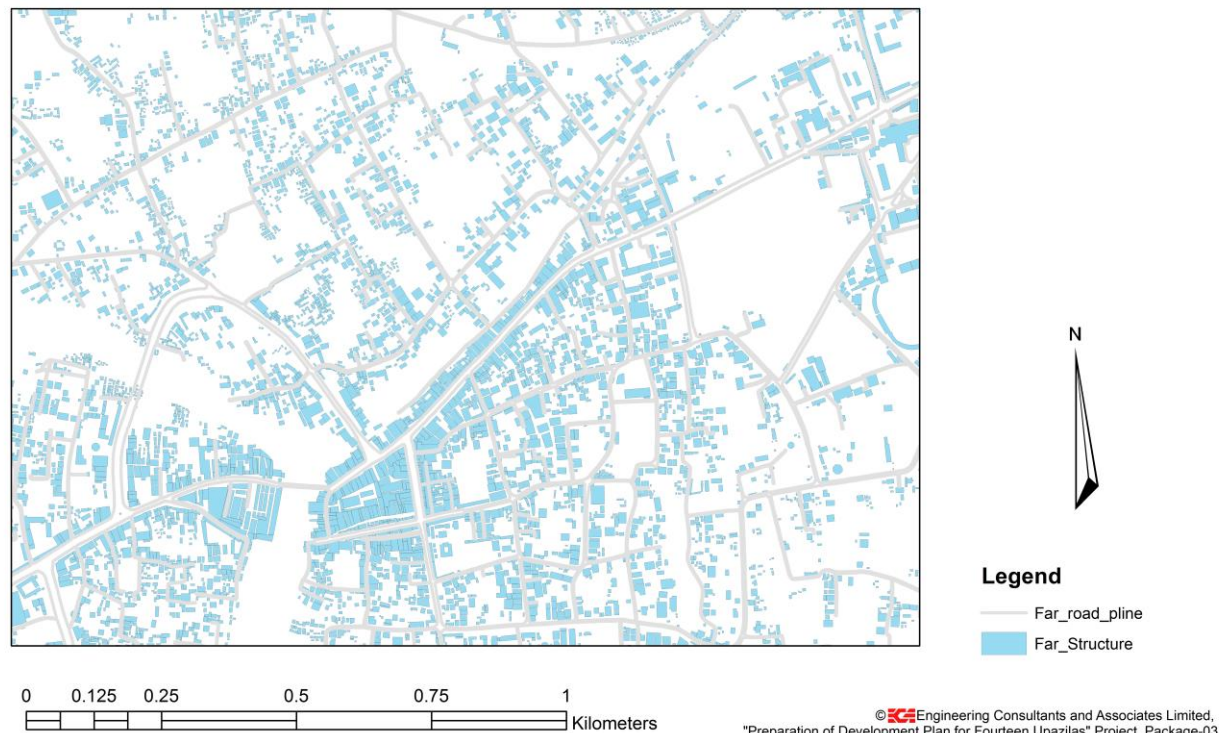 N
Legend
Far_road_pline
Far_Structure
0 0.125 0.25 0.5 0.75 1
Kilometers
© Engineering Consultants and Associates Limited,
"Preparation of Development Plan for Fourteen Upazilas" Project, Package-03